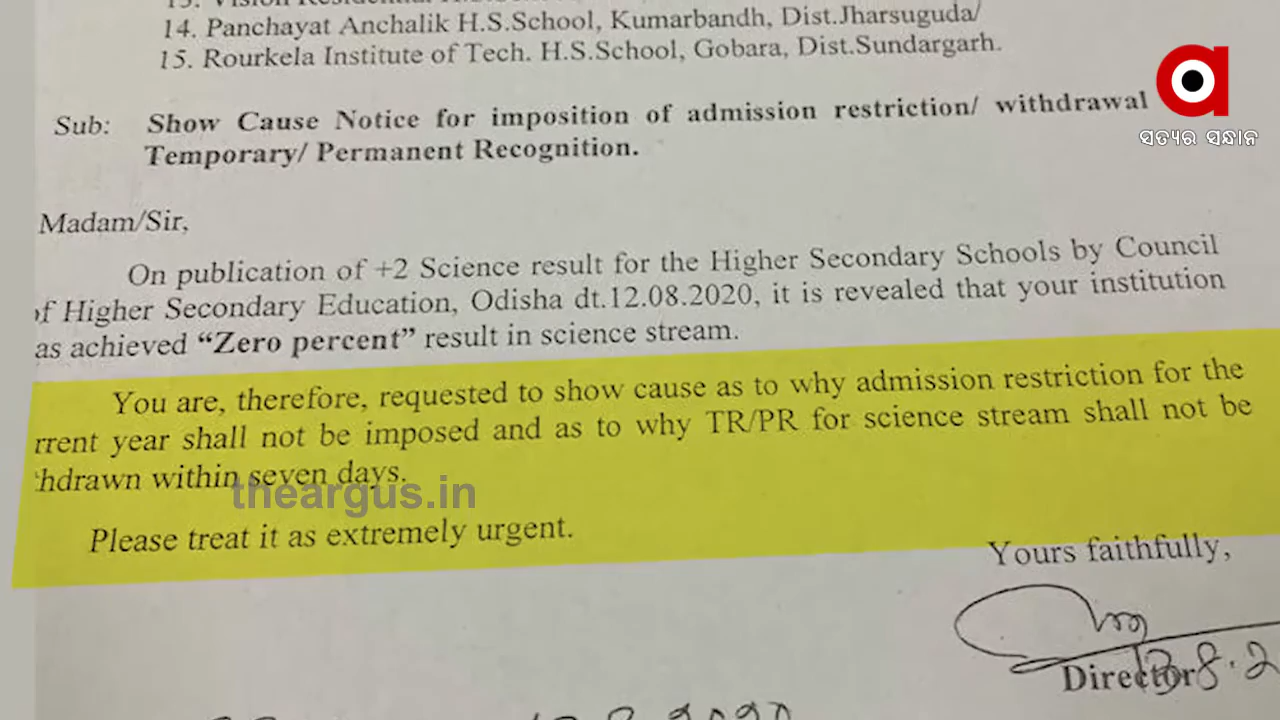 14. Panchayat Anchalik H.S.School, Kumarbandh, Dist.Jharsuguda/
15. Rourkela Institute of Tech. H.S.School, Gobara, Dist.Sundargarh.
ସତ୍ୟର ସନ୍ଧାନ
Sub: Show Cause Notice for imposition of admission restriction/ withdrawal
Temporary/ Permanent Recognition.
Madam/Sir,
On publication of +2 Science result for the Higher Secondary Schools by Council
of Higher Secondary Education, Odisha dt.12.08.2020, it is revealed that your institution
as achieved “Zero percent” result in science stream.
You are, therefore, requested to show cause as to why admission restriction for the
rrent year shall not be imposed and as to why TR/PR for science stream shall not be
hdrawn within seven days.
theargus.in
Please treat it as extremely urgent.
Yours faithfully,
Director